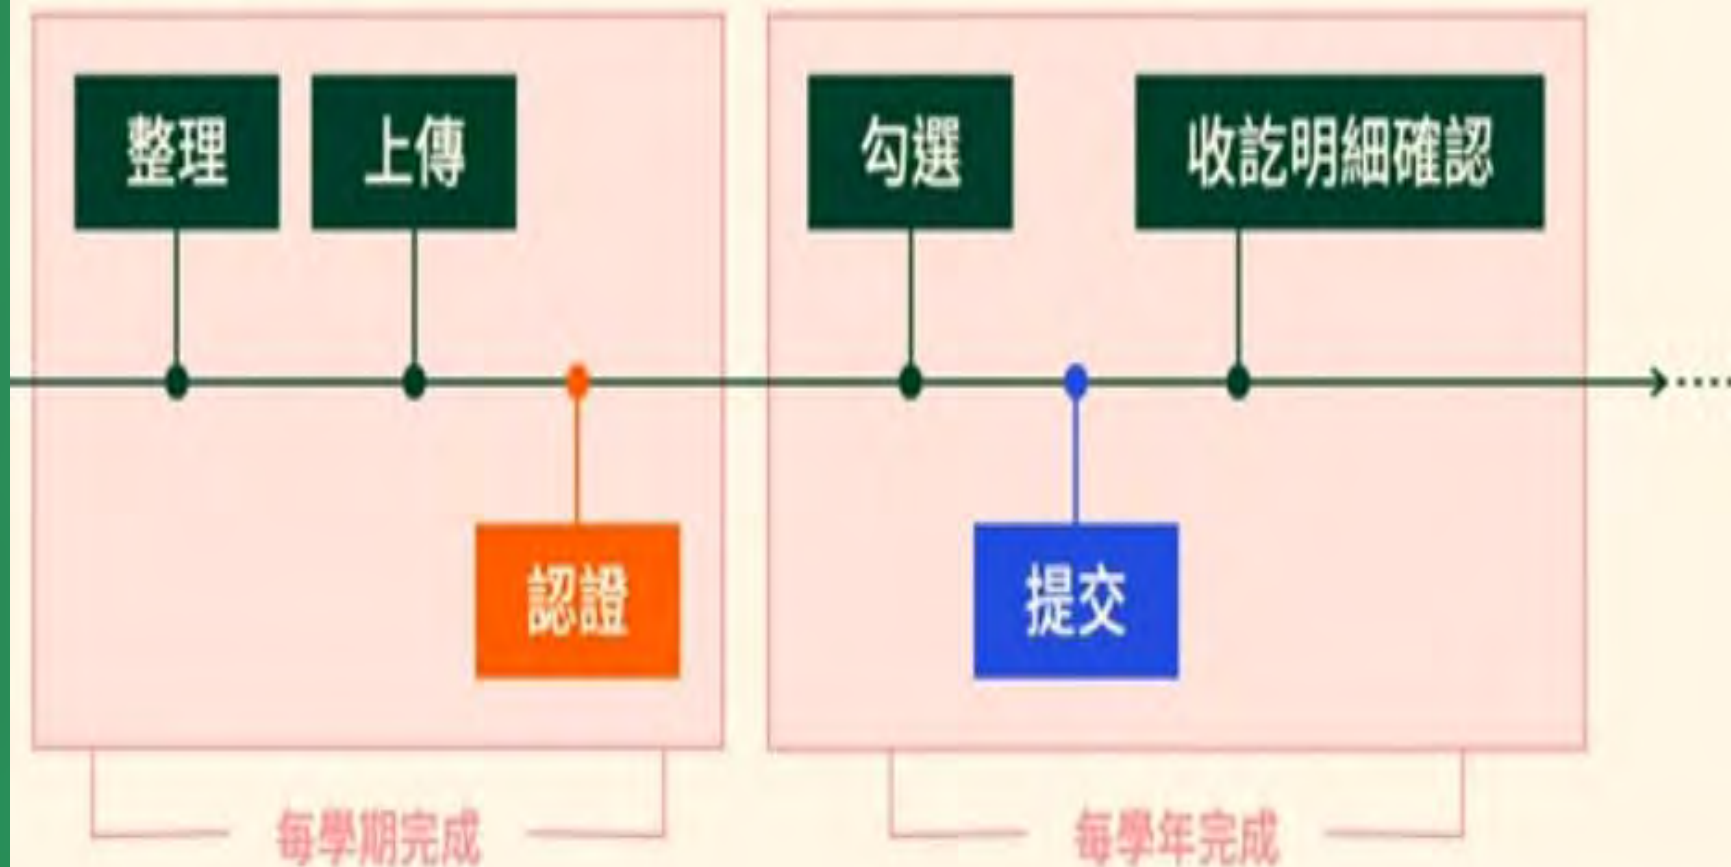 整理
上傳
勾選
收訖明細確認
認證
提交
每學期完成
每學年完成